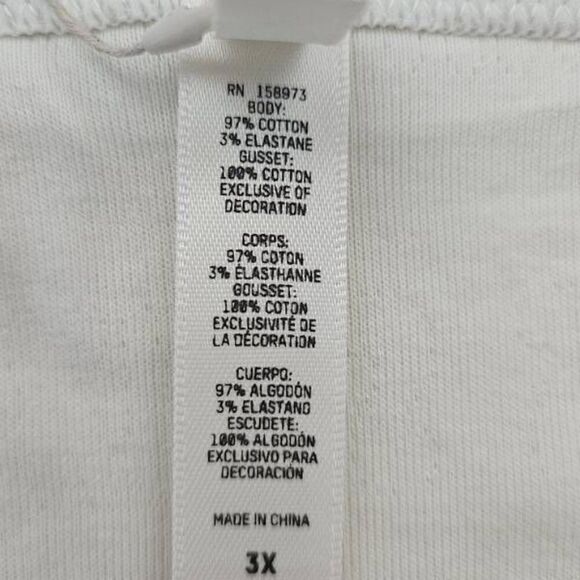 RN 158973
BODY:
97% COTTON
3% ELASTANE
GUSSET:
100% COTTON
EXCLUSIVE OF
DECORATION
CORPS:
97% COTON
3% ÉLASTHANNE
GOUSSET:
100% COTON
EXCLUSIVITÉ DE
LA DÉCORATION
CUERPO:
97% ALGODÓN
3% ELASTANO
ESCUDETE:
100% ALGODÓN
EXCLUSIVO PARA
DECORACIÓN
MADE IN CHINA
3X